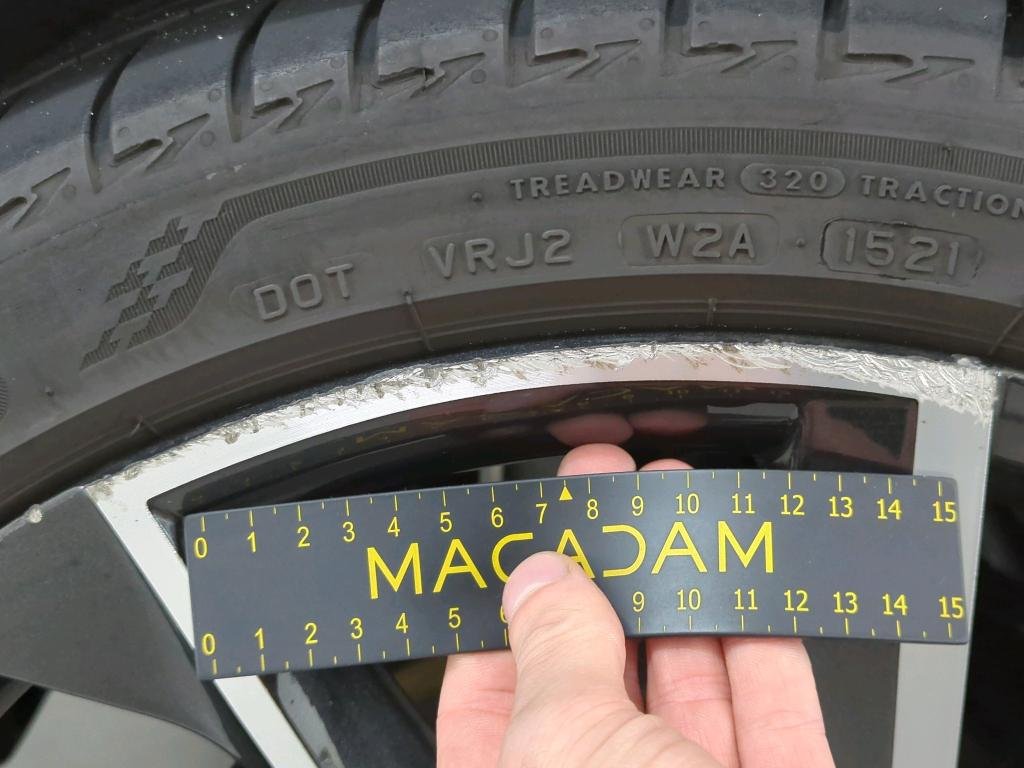 TREADWEAR 320 TRACTION
DOT VRJ2 W2A 1521
0 1 2 3 4 5 6 7 8 9 10 11 12 13 14 15
MACADAM
0 1 2 3 4 5 6 9 10 11 12 13 14 15